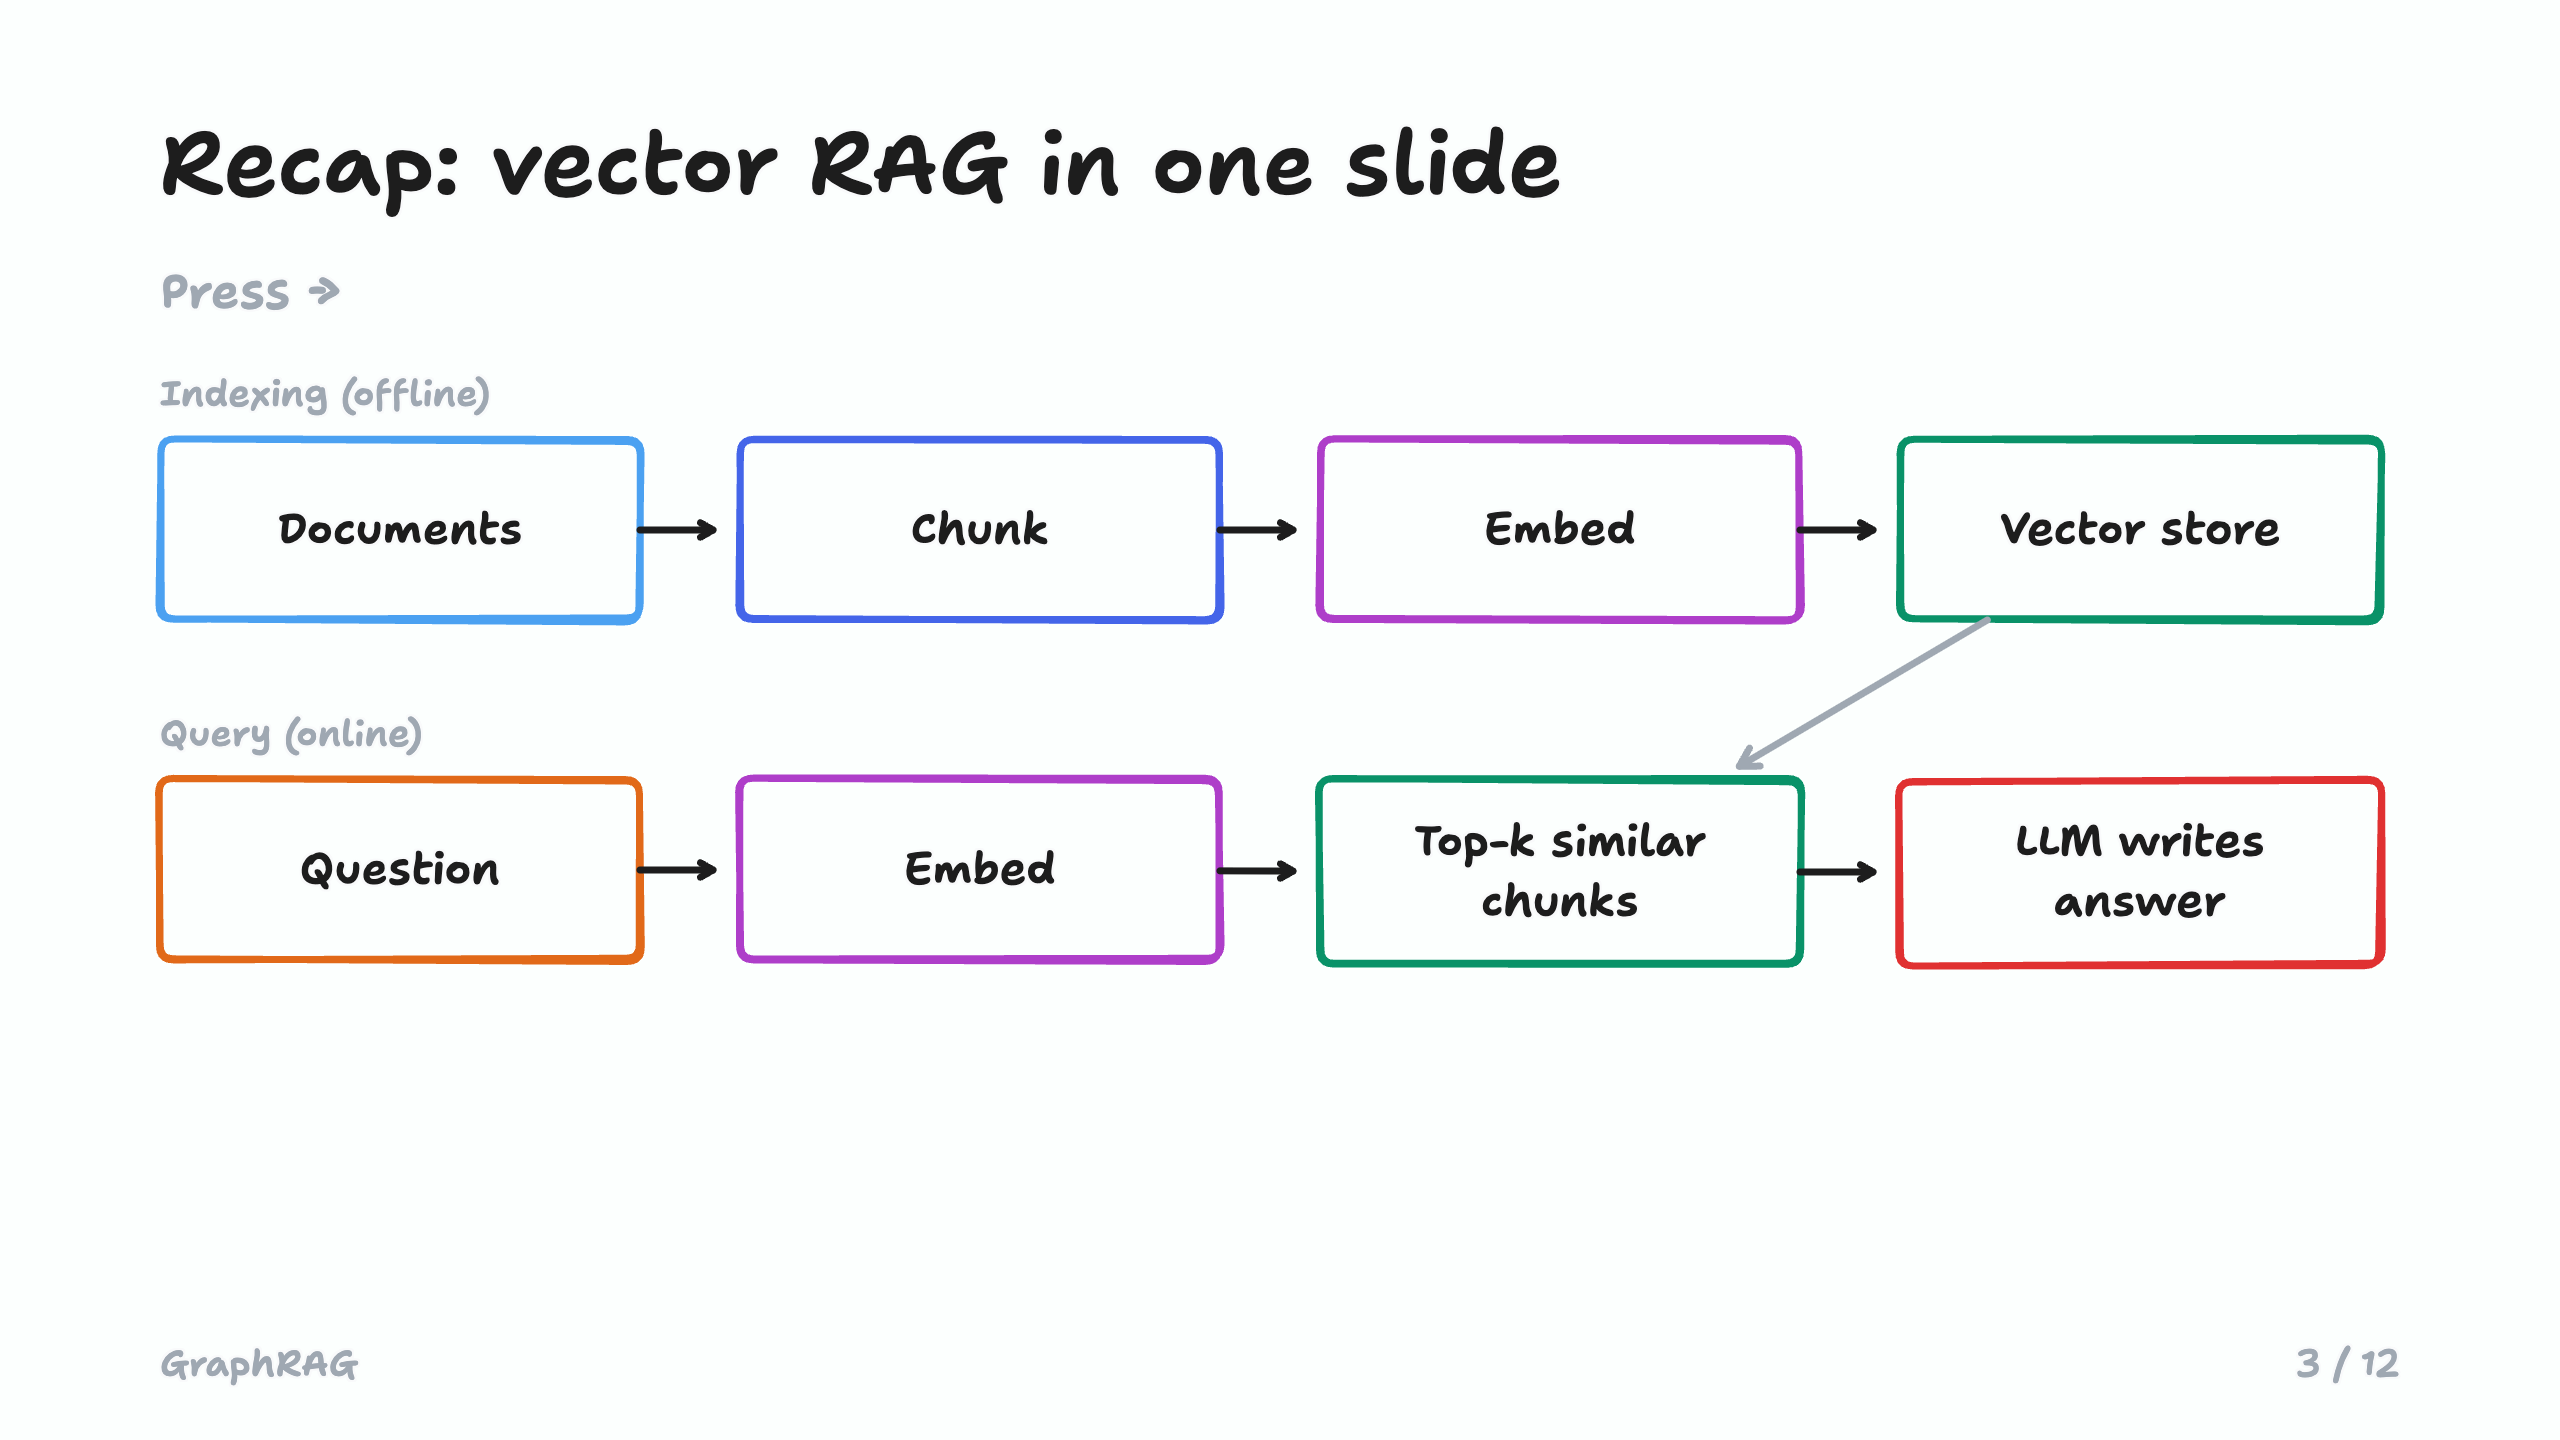 Recap: vector RAG in one slide
Press →
Indexing (offline)
Documents
Chunk
Embed
Vector store
Query (online)
Question
Embed
Top-k similar
chunks
LLM writes
answer
GraphRAG
3 / 12